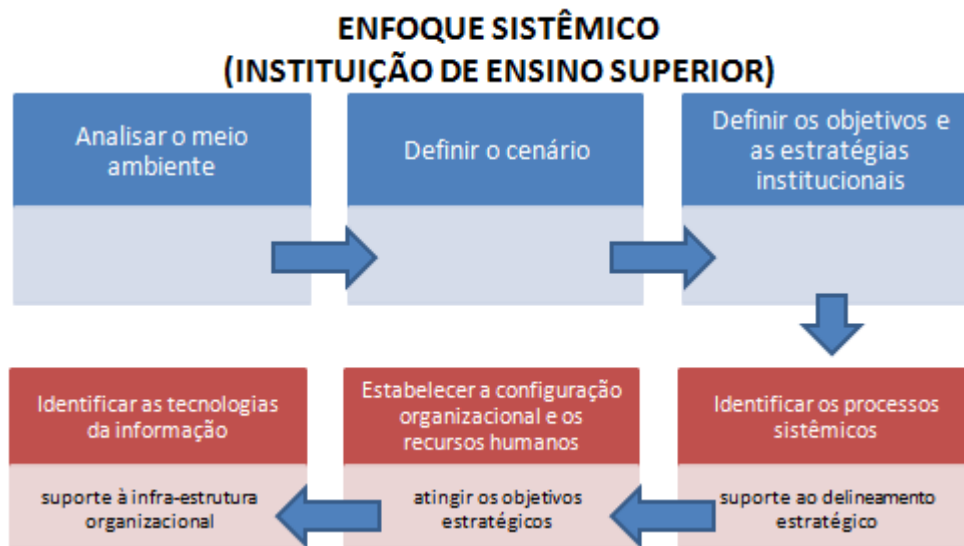 ENFOQUE SISTÊMICO
(INSTITUIÇÃO DE ENSINO SUPERIOR)
Analisar o meio
ambiente
Definir o cenário
Definir os objetivos e
as estratégias
institucionais
Identificar as tecnologias
da informação
suporte à infra-estrutura
organizacional
Estabelecer a configuração
organizacional e os
recursos humanos
atingir os objetivos
estratégicos
Identificar os processos
sistêmicos
suporte ao delineamento
estratégico